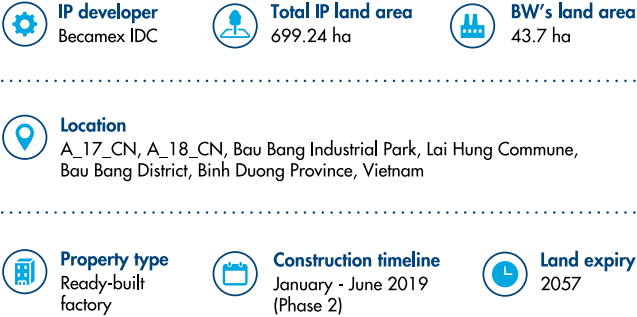 IP developer
Becamex IDC
Total IP land area
699.24 ha
BW's land area
43.7 ha
Location
A_17_CN, A_18_CN, Bau Bang Industrial Park, Lai Hung Commune,
Bau Bang District, Binh Duong Province, Vietnam
Property type
Ready-built
factory
Construction timeline
January - June 2019
(Phase 2)
Land expiry
2057